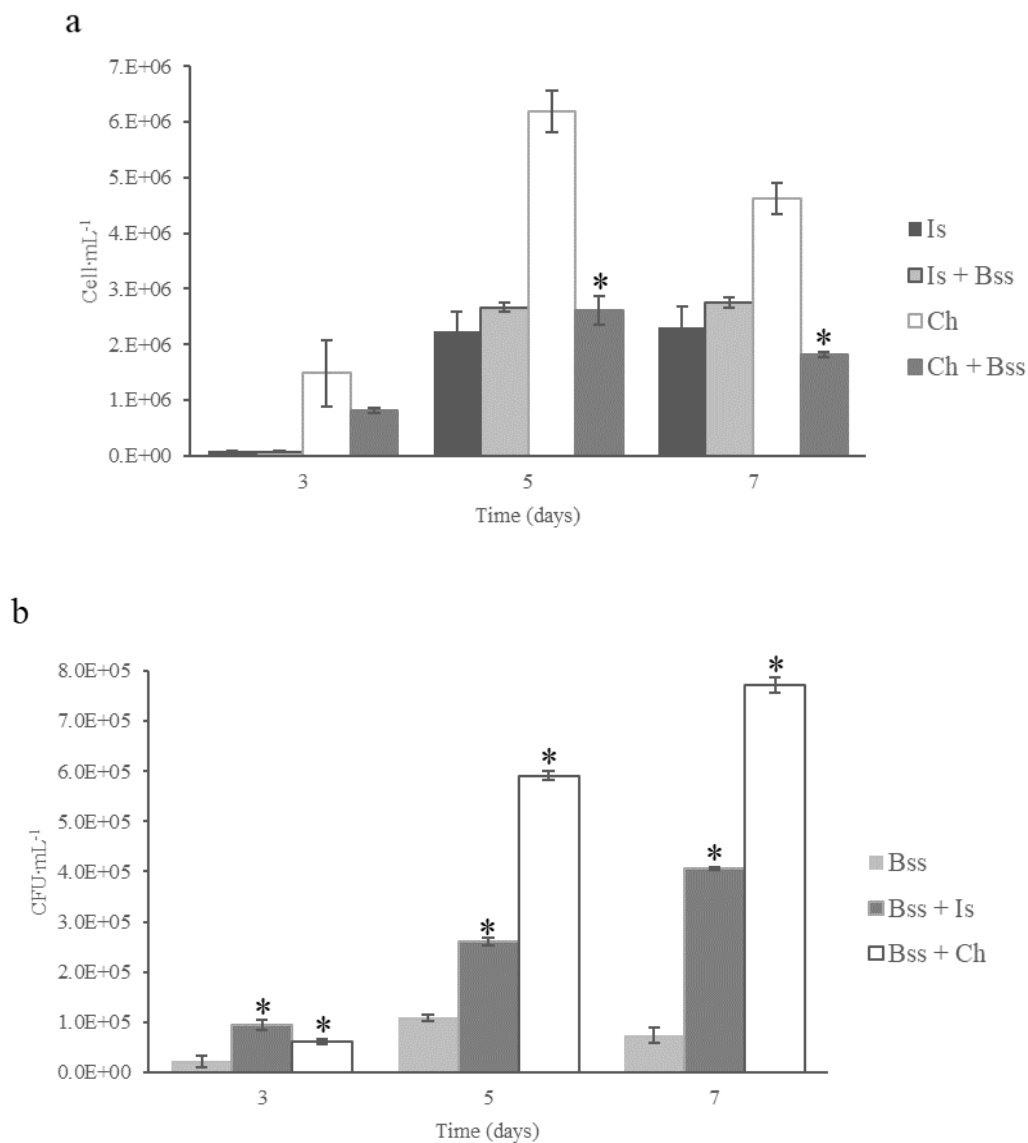 a
7.E+06
6.E+06
5.E+06
4.E+06
3.E+06
2.E+06
1.E+06
0.E+00
Cell·mL⁻¹
*
*
3
5
7
Time (days)
Is
Is + Bss
Ch
Ch + Bss
b
8.0E+05
7.0E+05
6.0E+05
5.0E+05
4.0E+05
3.0E+05
2.0E+05
1.0E+05
0.0E+00
CFU·mL⁻¹
*
*
*
*
*
*
3
5
7
Time (days)
Bss
Bss + Is
Bss + Ch